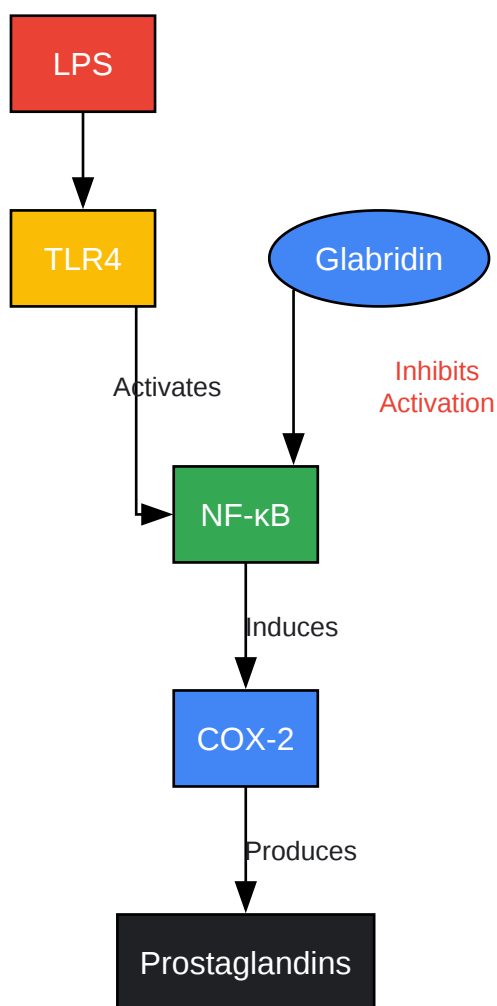 LPS
TLR4
Glabridin
Activates
Inhibits
Activation
NF-κB
Induces
COX-2
Produces
Prostaglandins